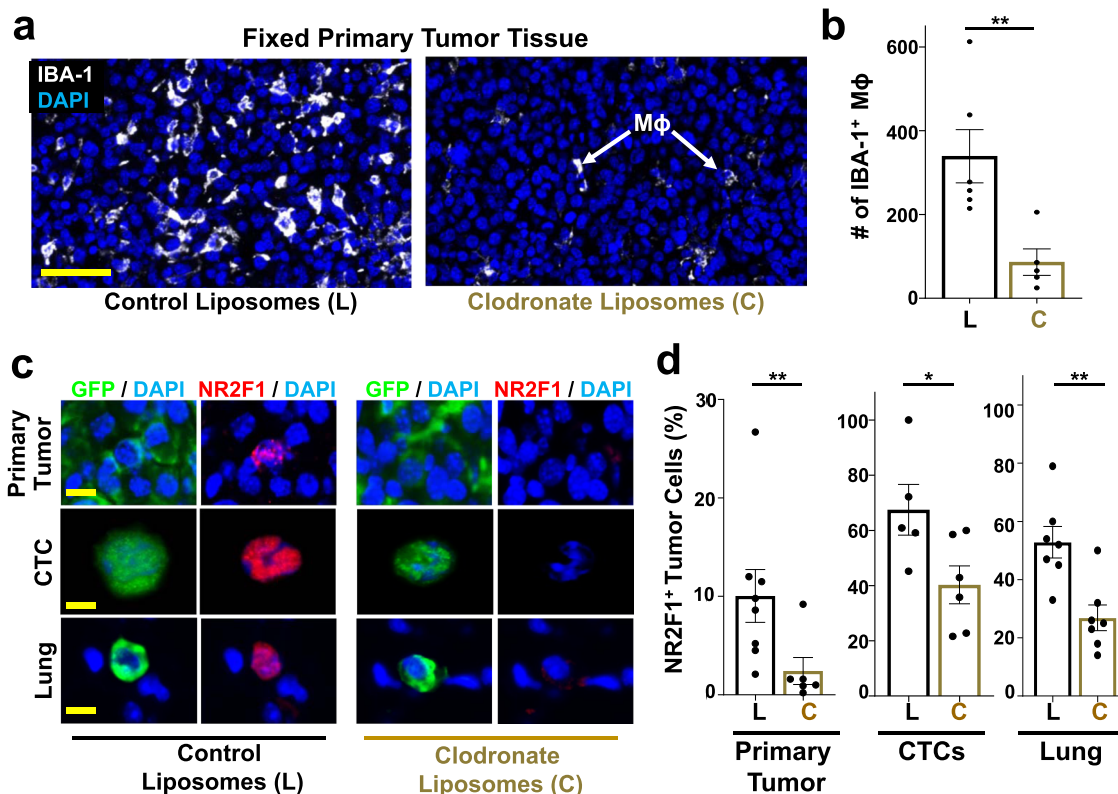 a
Fixed Primary Tumor Tissue
IBA-1
DAPI
Mϕ
Control Liposomes (L)
Clodronate Liposomes (C)
b
# of IBA-1⁺ Mϕ
600
400
200
0
**
L
C
c
GFP / DAPI
NR2F1 / DAPI
GFP / DAPI
NR2F1 / DAPI
Primary
Tumor
CTC
Lung
Control
Liposomes (L)
Clodronate
Liposomes (C)
d
NR2F1⁺ Tumor Cells (%)
30
20
10
0
**
L
C
Primary
Tumor
100
80
60
40
20
0
*
L
C
CTCs
100
80
60
40
20
0
**
L
C
Lung